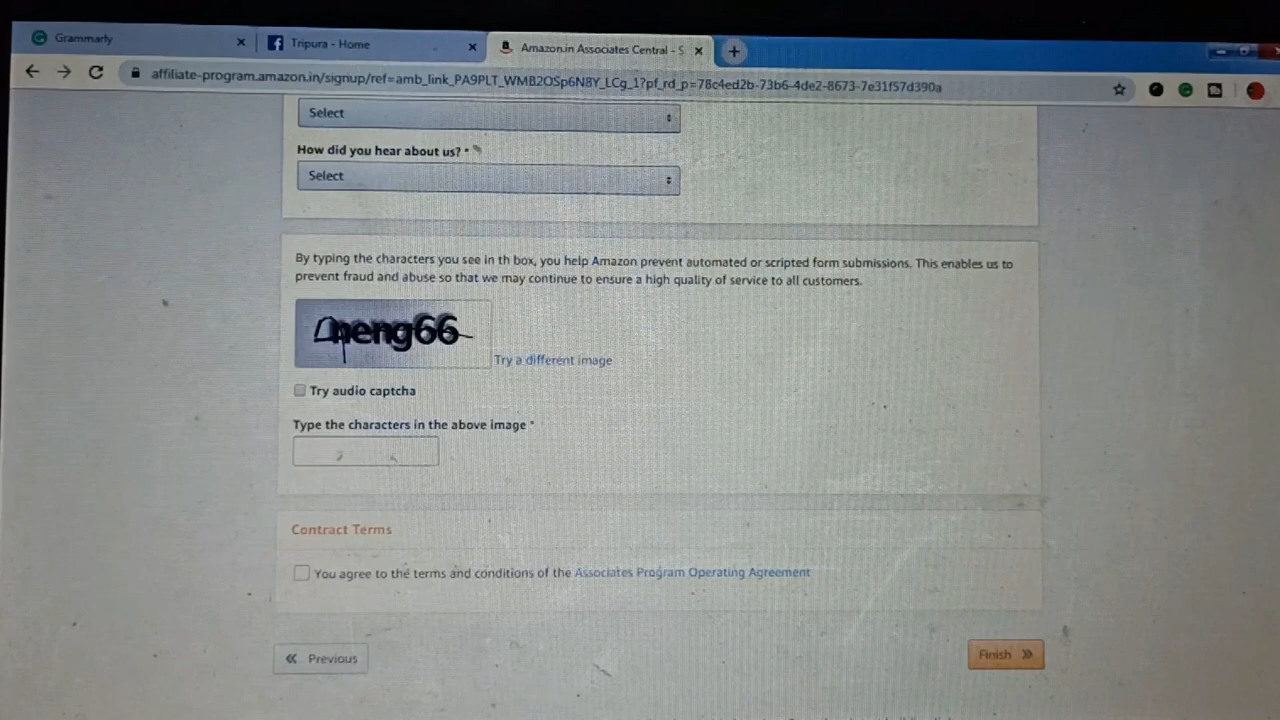 Grammarly
Tripura - Home
Amazon.in Associates Central - S
affiliate-program.amazon.in/signup/ref=amb_link_PA9PLT_WMB2OSp6N8Y_LCg_1?pf_rd_p=78c4ed2b-73b6-4de2-8673-7e31f57d390a
Select
How did you hear about us? *
Select
By typing the characters you see in th box, you help Amazon prevent automated or scripted form submissions. This enables us to
prevent fraud and abuse so that we may continue to ensure a high quality of service to all customers.
Try a different image
Try audio captcha
Type the characters in the above image *
Contract Terms
You agree to the terms and conditions of the Associates Program Operating Agreement
Previous
Finish